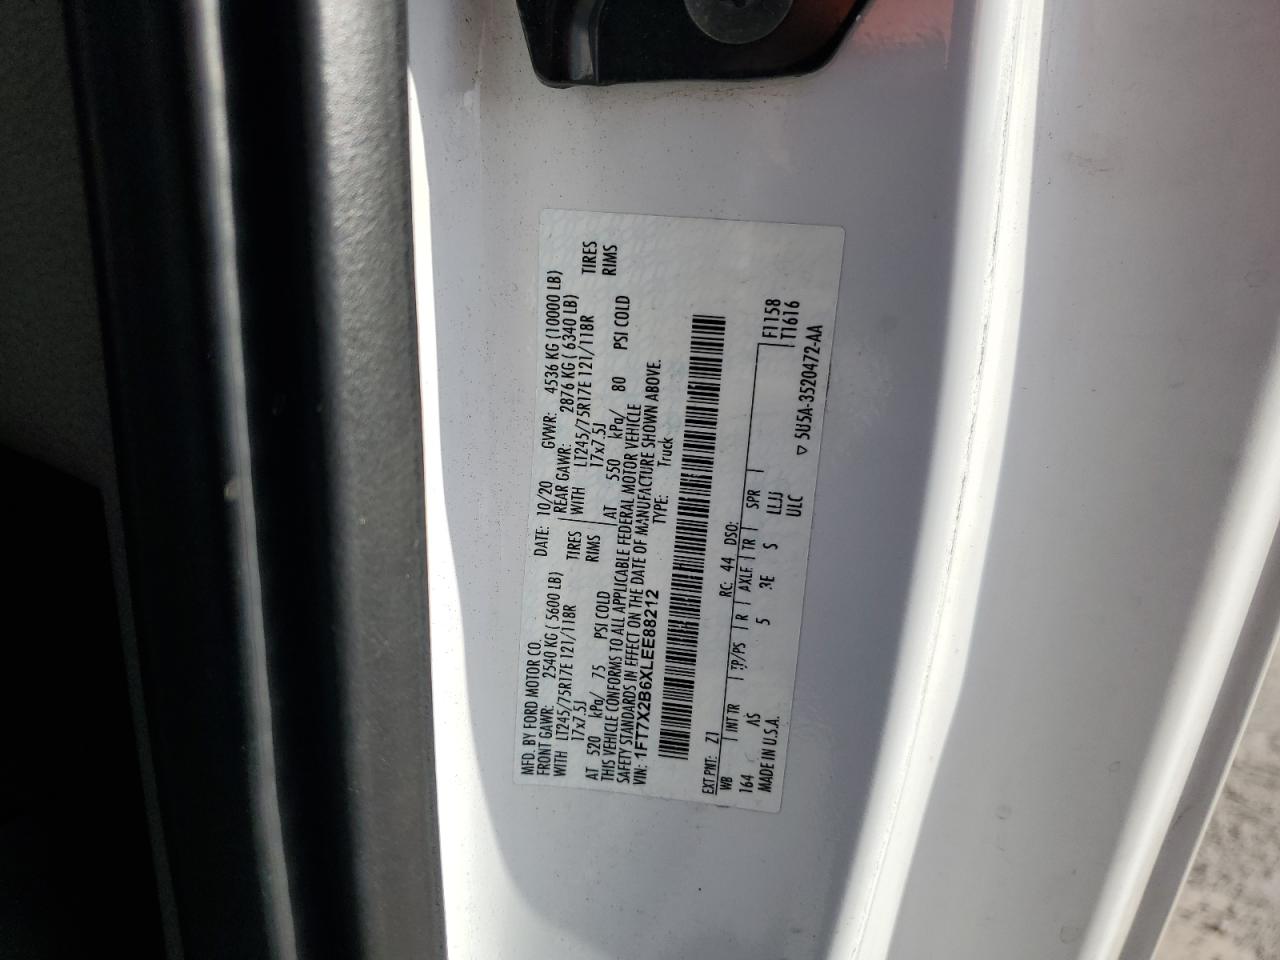 MFD. BY FORD MOTOR CO.
DATE: 10/20 GVWR: 4536 KG (10000 LB)
FRONT GAWR: 2540 KG ( 5600 LB) REAR GAWR: 2876 KG ( 6340 LB)
WITH LT245/75R17E 121/118R TIRES WITH LT245/75R17E 121/118R TIRES
17x7.5J RIMS 17x7.5J RIMS
AT 520 kPa/ 75 PSI COLD AT 550 kPa/ 80 PSI COLD
THIS VEHICLE CONFORMS TO ALL APPLICABLE FEDERAL MOTOR VEHICLE
SAFETY STANDARDS IN EFFECT ON THE DATE OF MANUFACTURE SHOWN ABOVE.
VIN: 1FT7X2B6XLEE88212 TYPE: Truck
EXT PNT: Z1 RC: 44 DSO:
WB INT TR TP/PS R AXLE TR SPR F1158
164 AS 5 S LLJJ T1616
MADE IN U.S.A. ULC
▽ 5U5A-3520472-AA